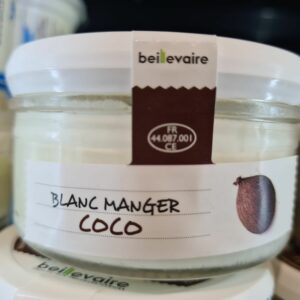 beillevaire
FR
44.087.001
CE
BLANC MANGER
COCO
beillevaire